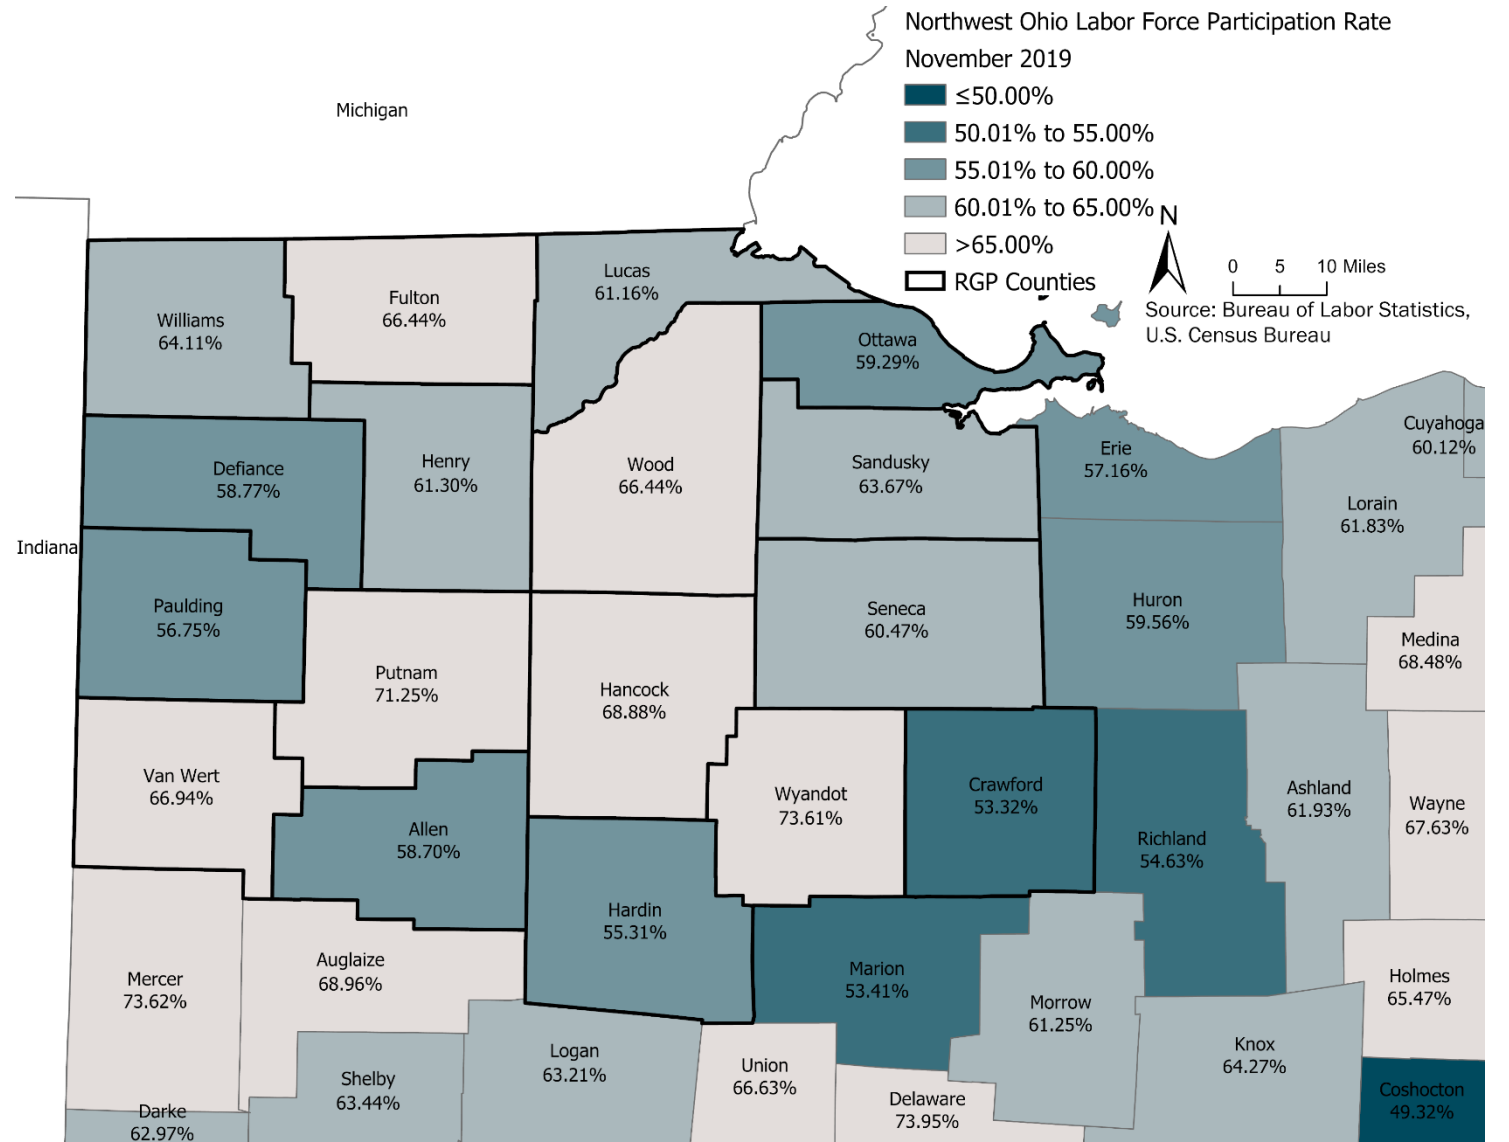 Northwest Ohio Labor Force Participation Rate
November 2019
≤50.00%
50.01% to 55.00%
55.01% to 60.00%
60.01% to 65.00%
>65.00%
RGP Counties
N
0 5 10 Miles
Source: Bureau of Labor Statistics,
U.S. Census Bureau
Michigan
Indiana
Williams
64.11%
Fulton
66.44%
Lucas
61.16%
Ottawa
59.29%
Defiance
58.77%
Henry
61.30%
Wood
66.44%
Sandusky
63.67%
Erie
57.16%
Cuyahoga
60.12%
Lorain
61.83%
Paulding
56.75%
Seneca
60.47%
Huron
59.56%
Medina
68.48%
Putnam
71.25%
Hancock
68.88%
Van Wert
66.94%
Wyandot
73.61%
Crawford
53.32%
Ashland
61.93%
Wayne
67.63%
Allen
58.70%
Richland
54.63%
Hardin
55.31%
Mercer
73.62%
Auglaize
68.96%
Marion
53.41%
Morrow
61.25%
Holmes
65.47%
Logan
63.21%
Knox
64.27%
Shelby
63.44%
Union
66.63%
Delaware
73.95%
Coshocton
49.32%
Darke
62.97%